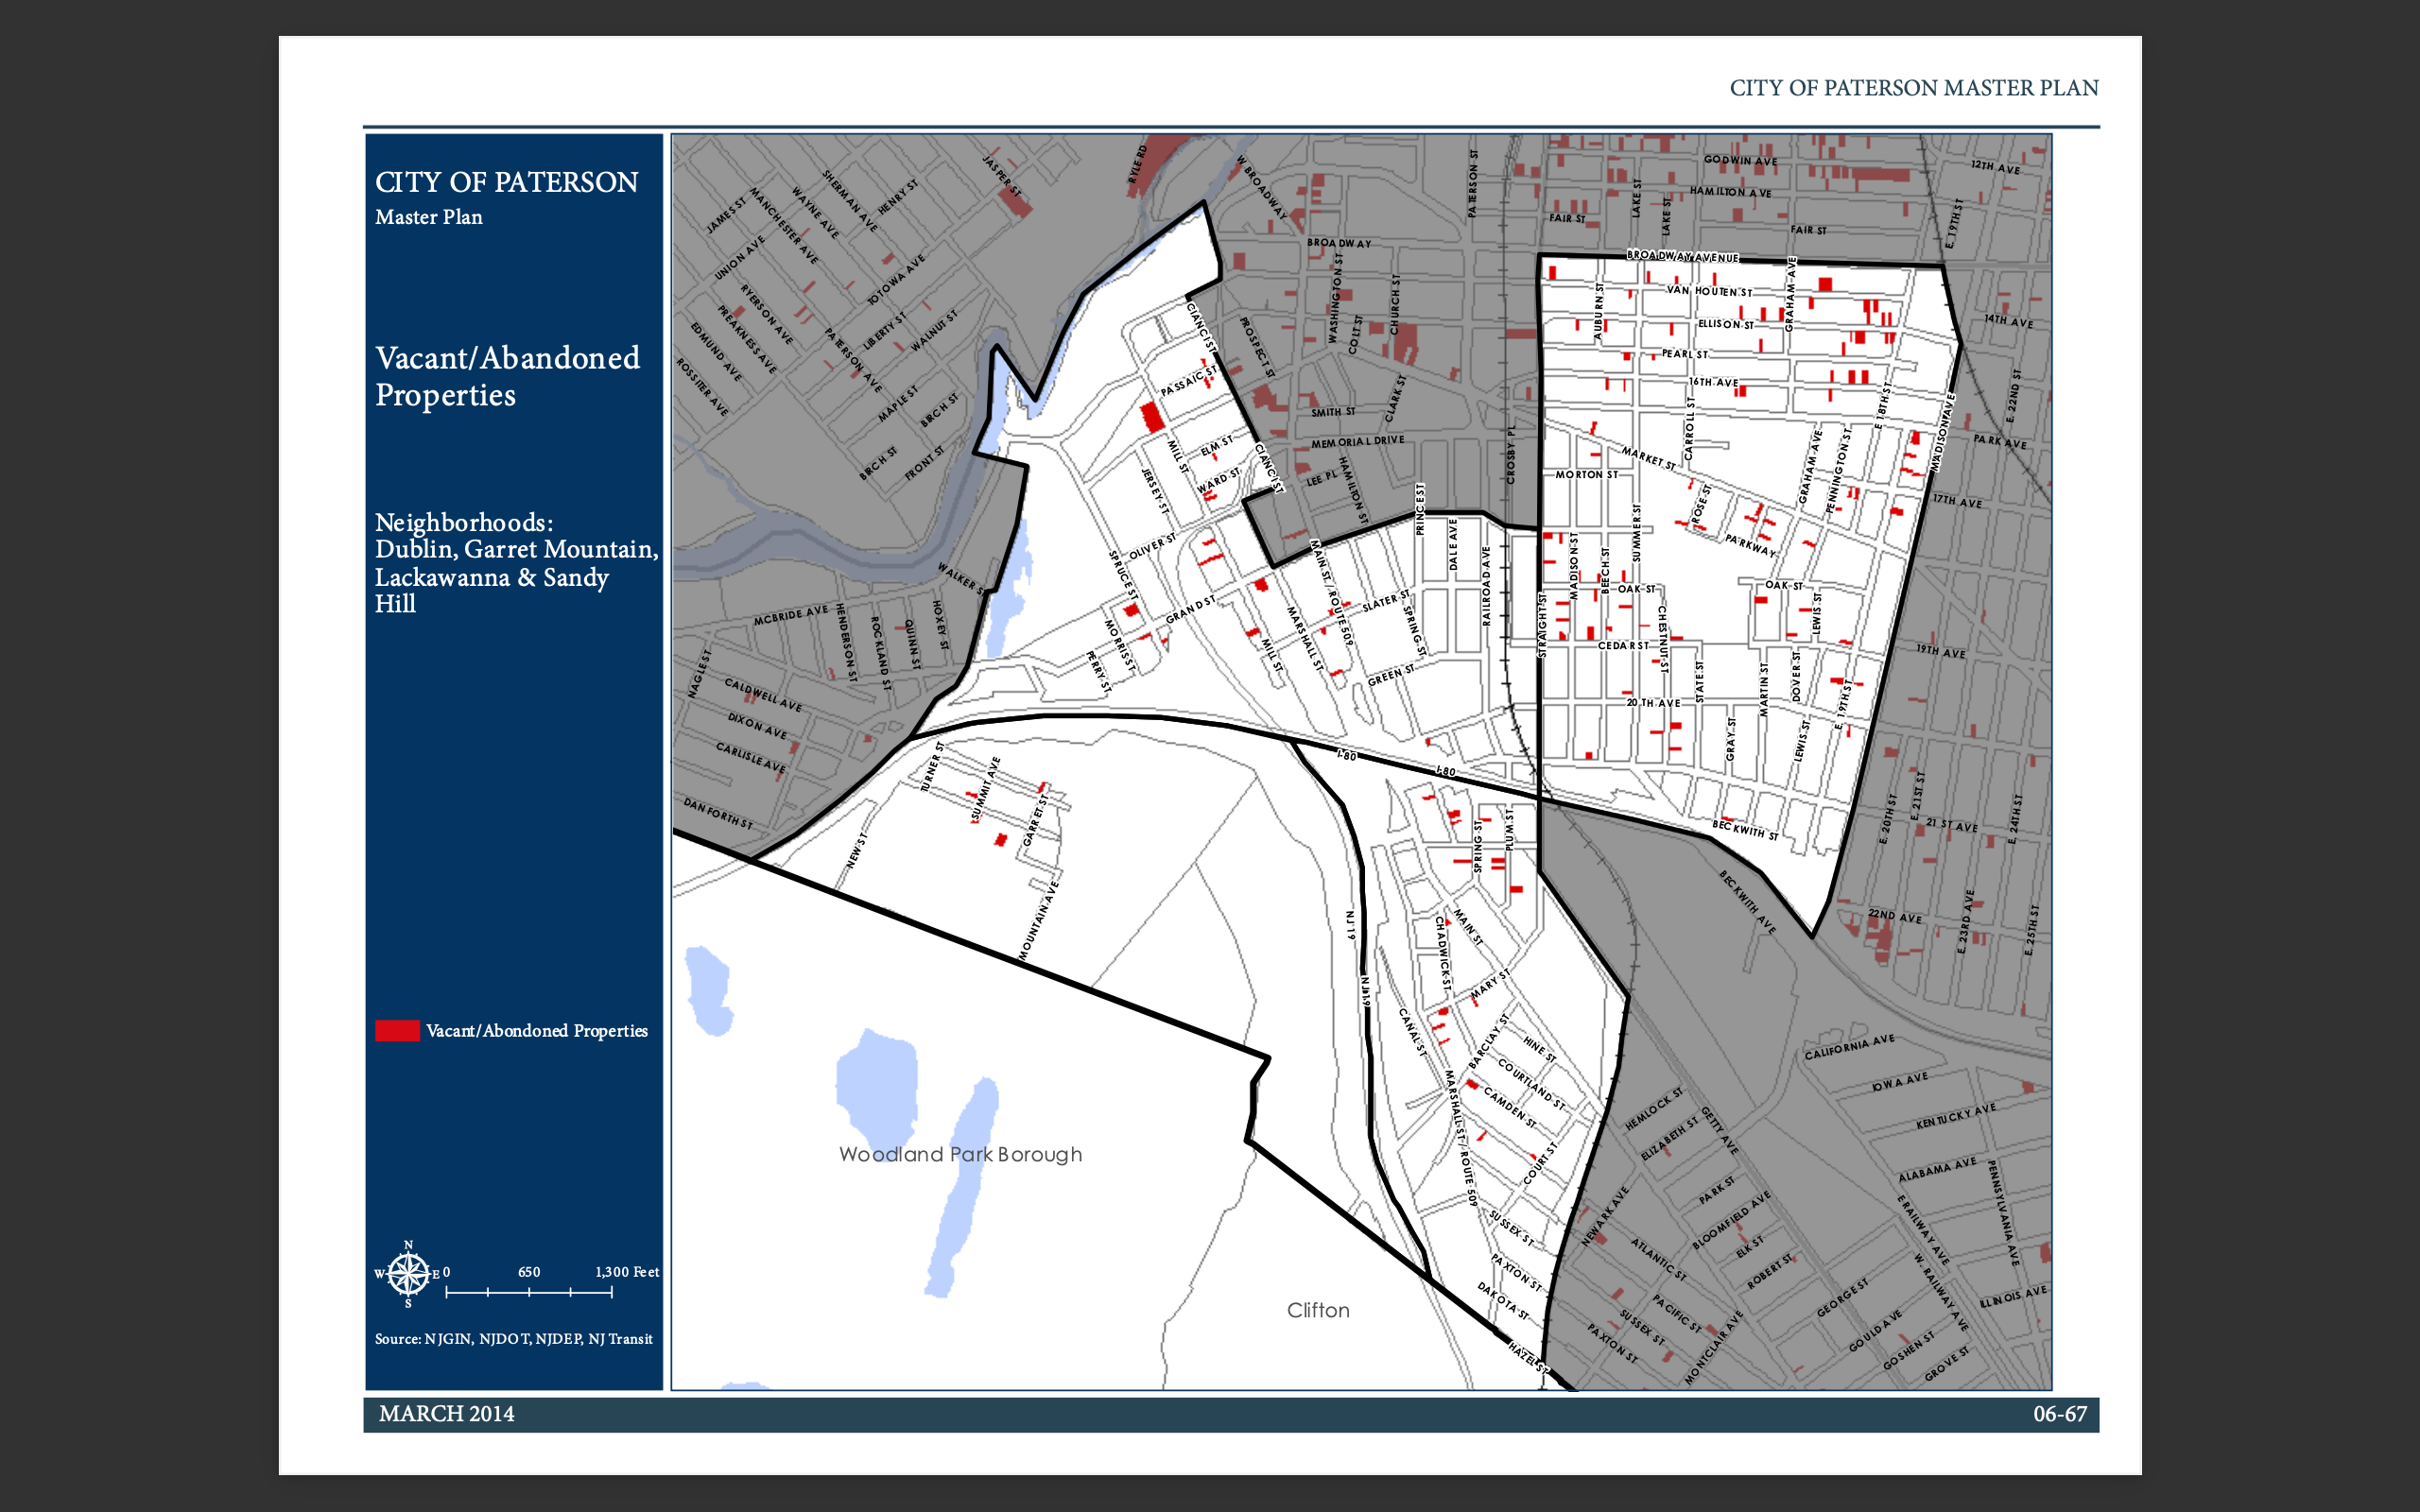 CITY OF PATERSON MASTER PLAN
CITY OF PATERSON
Master Plan
Vacant/Abandoned
Properties
Neighborhoods:
Dublin, Garret Mountain,
Lackawanna & Sandy
Hill
Vacant/Abondoned Properties
N
W
E
S
0
650
1,300 Feet
Source: NJGIN, NJDOT, NJDEP, NJ Transit
JAMES ST
MANCHESTER AVE
WAYNE AVE
SHERMAN AVE
HENRY ST
JASPER ST
RYLE RD
W BROADWAY
PATERSON ST
GODWIN AVE
12TH AVE
HAMILTON AVE
LAKE ST
LAKE ST
FAIR ST
FAIR ST
E. 19TH ST
UNION AVE
RYERSON AVE
PREAKNESS AVE
EDMUND AVE
ROSSITER AVE
TOTOWA AVE
LIBERTY ST
WALNUT ST
PATERSON AVE
MAPLE ST
BIRCH ST
BIRCH ST
FRONT ST
BROADWAY
WASHINGTON ST
COLT ST
CHURCH ST
PROSPECT ST
CIANCI ST
PASSAIC ST
SMITH ST
CLARK ST
MEMORIAL DRIVE
CROSBY PL
BROADWAY AVENUE
VAN HOUTEN ST
GRAHAM AVE
AUBURN ST
ELLISON ST
PEARL ST
16TH AVE
14TH AVE
E. 22ND ST
E 18TH ST
MADISON AVE
PARK AVE
CARROLL ST
MARKET ST
MORTON ST
GRAHAM AVE
PENNINGTON ST
17TH AVE
ELM ST
MILL ST
WARD ST
CIANCI ST
JERSEY ST
LEE PL
HAMILTON ST
PRINCE ST
DALE AVE
RAILROAD AVE
ROSE ST
SUMMER ST
PARKWAY
WALKER ST
OLIVER ST
SPRUCE ST
GRAND ST
MAIN ST / ROUTE 509
SLATER ST
SPRING ST
MADISON ST
BEECH ST
OAK ST
OAK ST
LEWIS ST
MCBRIDE AVE
HENDERSON ST
ROCKLAND ST
QUINN ST
HOXEY ST
MORRIS ST
PERRY ST
MILL ST
MARSHALL ST
GREEN ST
STRAIGHT ST
CHESTNUT ST
CEDAR ST
STATE ST
MARTIN ST
DOVER ST
19TH AVE
NAGLE ST
CALDWELL AVE
DIXON AVE
CARLISLE AVE
DANFORTH ST
20TH AVE
GRAY ST
LEWIS ST
E. 19TH ST
I-80
I-80
TURNER ST
SUMMIT AVE
GARRET ST
NEW ST
MOUNTAIN AVE
SPRING ST
PLUM ST
BECKWITH ST
E. 20TH ST
E. 21ST ST
21 ST AVE
E. 24TH ST
BECKWITH AVE
22ND AVE
E. 23RD AVE
E. 25TH ST
NJ 19
NJ 19
CHADWICK ST
MAIN ST
MARY ST
CANAL ST
BARCLAY ST
HINE ST
COURTLAND ST
CAMDEN ST
MARSHALL ST / ROUTE 509
COURT ST
SUSSEX ST
PAXTON ST
DAKOTA ST
HAZEL ST
CALIFORNIA AVE
IOWA AVE
KENTUCKY AVE
ALABAMA AVE
PENNSYLVANIA AVE
HEMLOCK ST
ELIZABETH ST
GETTY AVE
PARK ST
BLOOMFIELD AVE
ELK ST
ROBERT ST
NEWARK AVE
ATLANTIC ST
PACIFIC ST
SUSSEX ST
PAXTON ST
MONTCLAIR AVE
GEORGE ST
E RAILWAY AVE
W. RAILWAY AVE
GOULD AVE
GOSHEN ST
GROVE ST
ILLINOIS AVE
Woodland Park Borough
Clifton
MARCH 2014
06-67